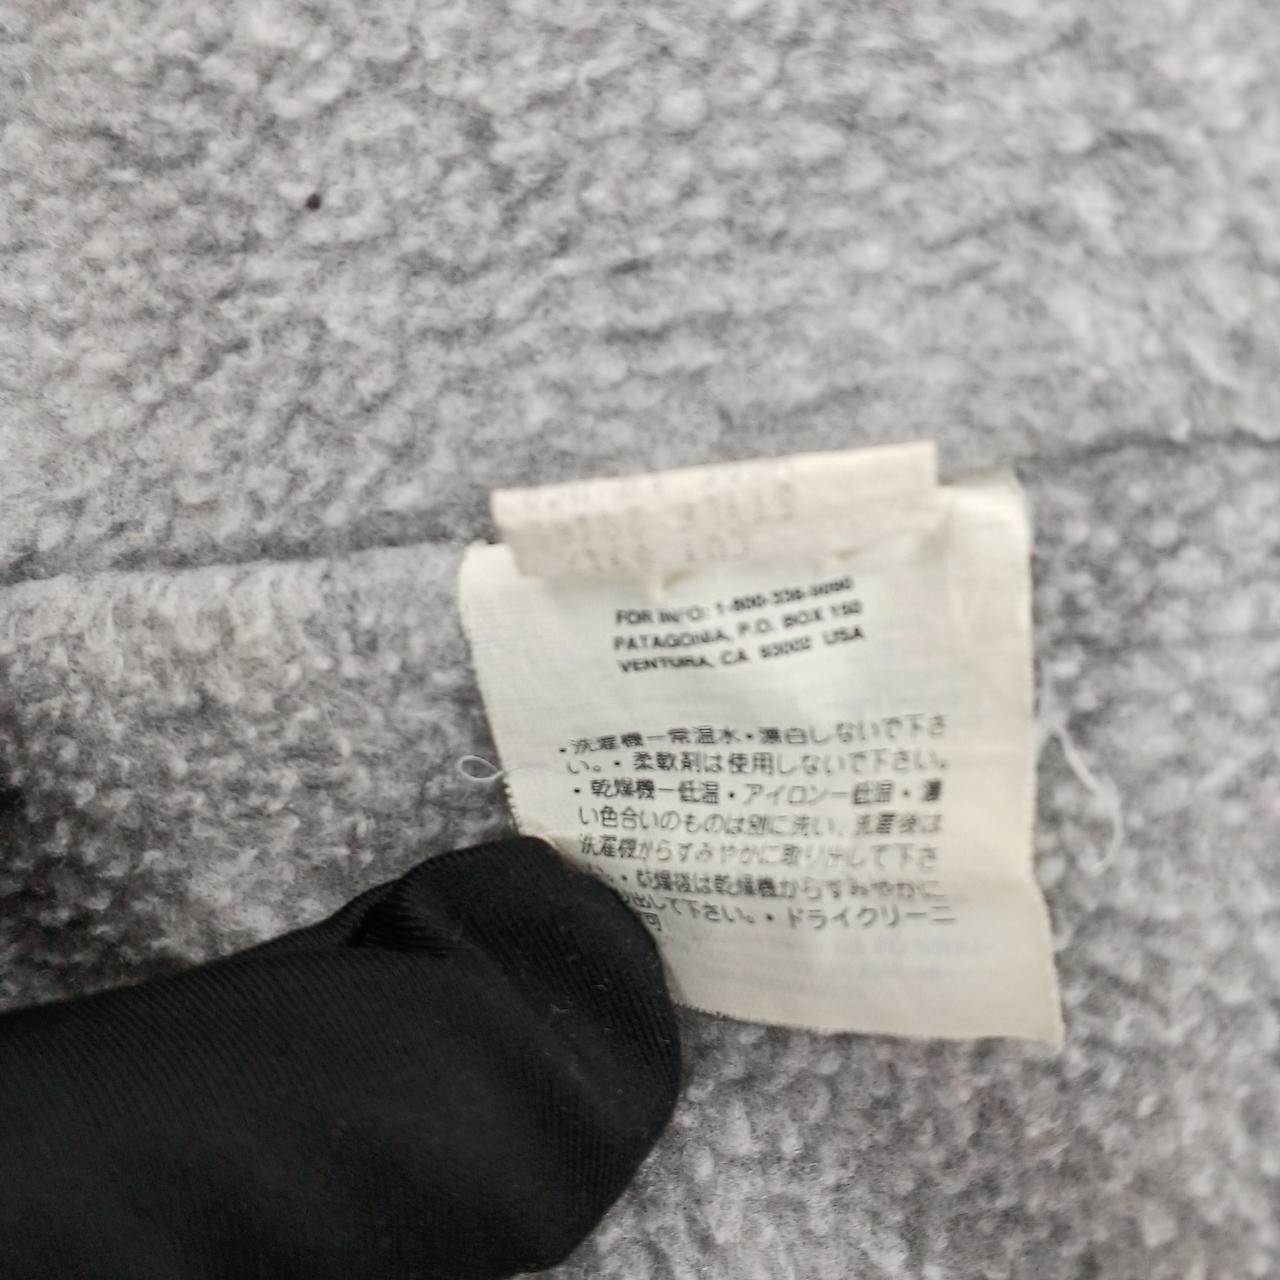 FOR INFO: 1-800-336-9090
PATAGONIA, P.O. BOX 150
VENTURA, CA 93002 USA
・洗濯機ー常温水・漂白しないで下さ
い。・柔軟剤は使用しないで下さい。
・乾燥機ー低温・アイロンー低温・濃
い色合いのものは別に洗い、洗濯後は
洗濯機からすみやかに取り出して下さ
い。・乾燥後は乾燥機からすみやかに
り出して下さい。・ドライクリーニ
可